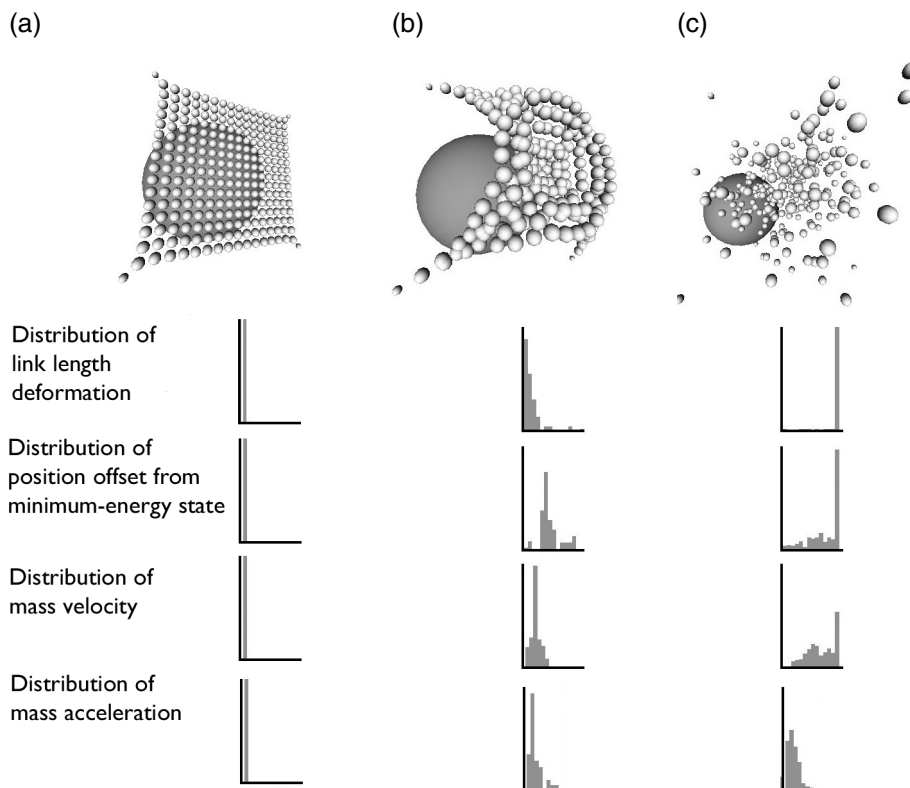 (a)
(b)
(c)
Distribution of
link length
deformation
Distribution of
position offset from
minimum-energy state
Distribution of
mass velocity
Distribution of
mass acceleration